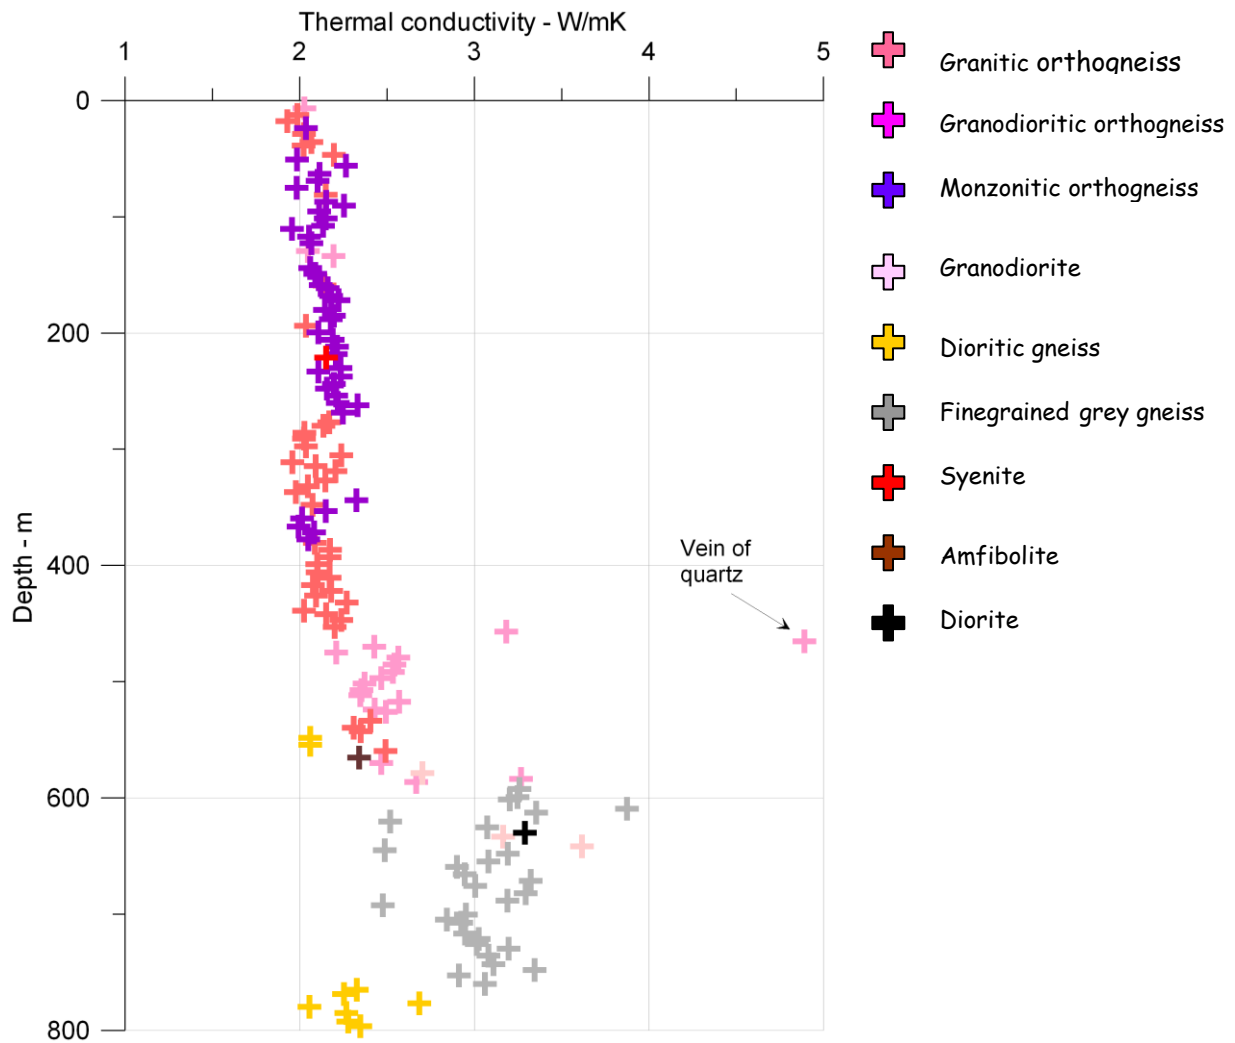 Thermal conductivity - W/mK
1 2 3 4 5
0
200
400
600
800
Depth - m
Vein of
quartz
Granitic orthogneiss
Granodioritic orthogneiss
Monzonitic orthogneiss
Granodiorite
Dioritic gneiss
Finegrained grey gneiss
Syenite
Amfibolite
Diorite